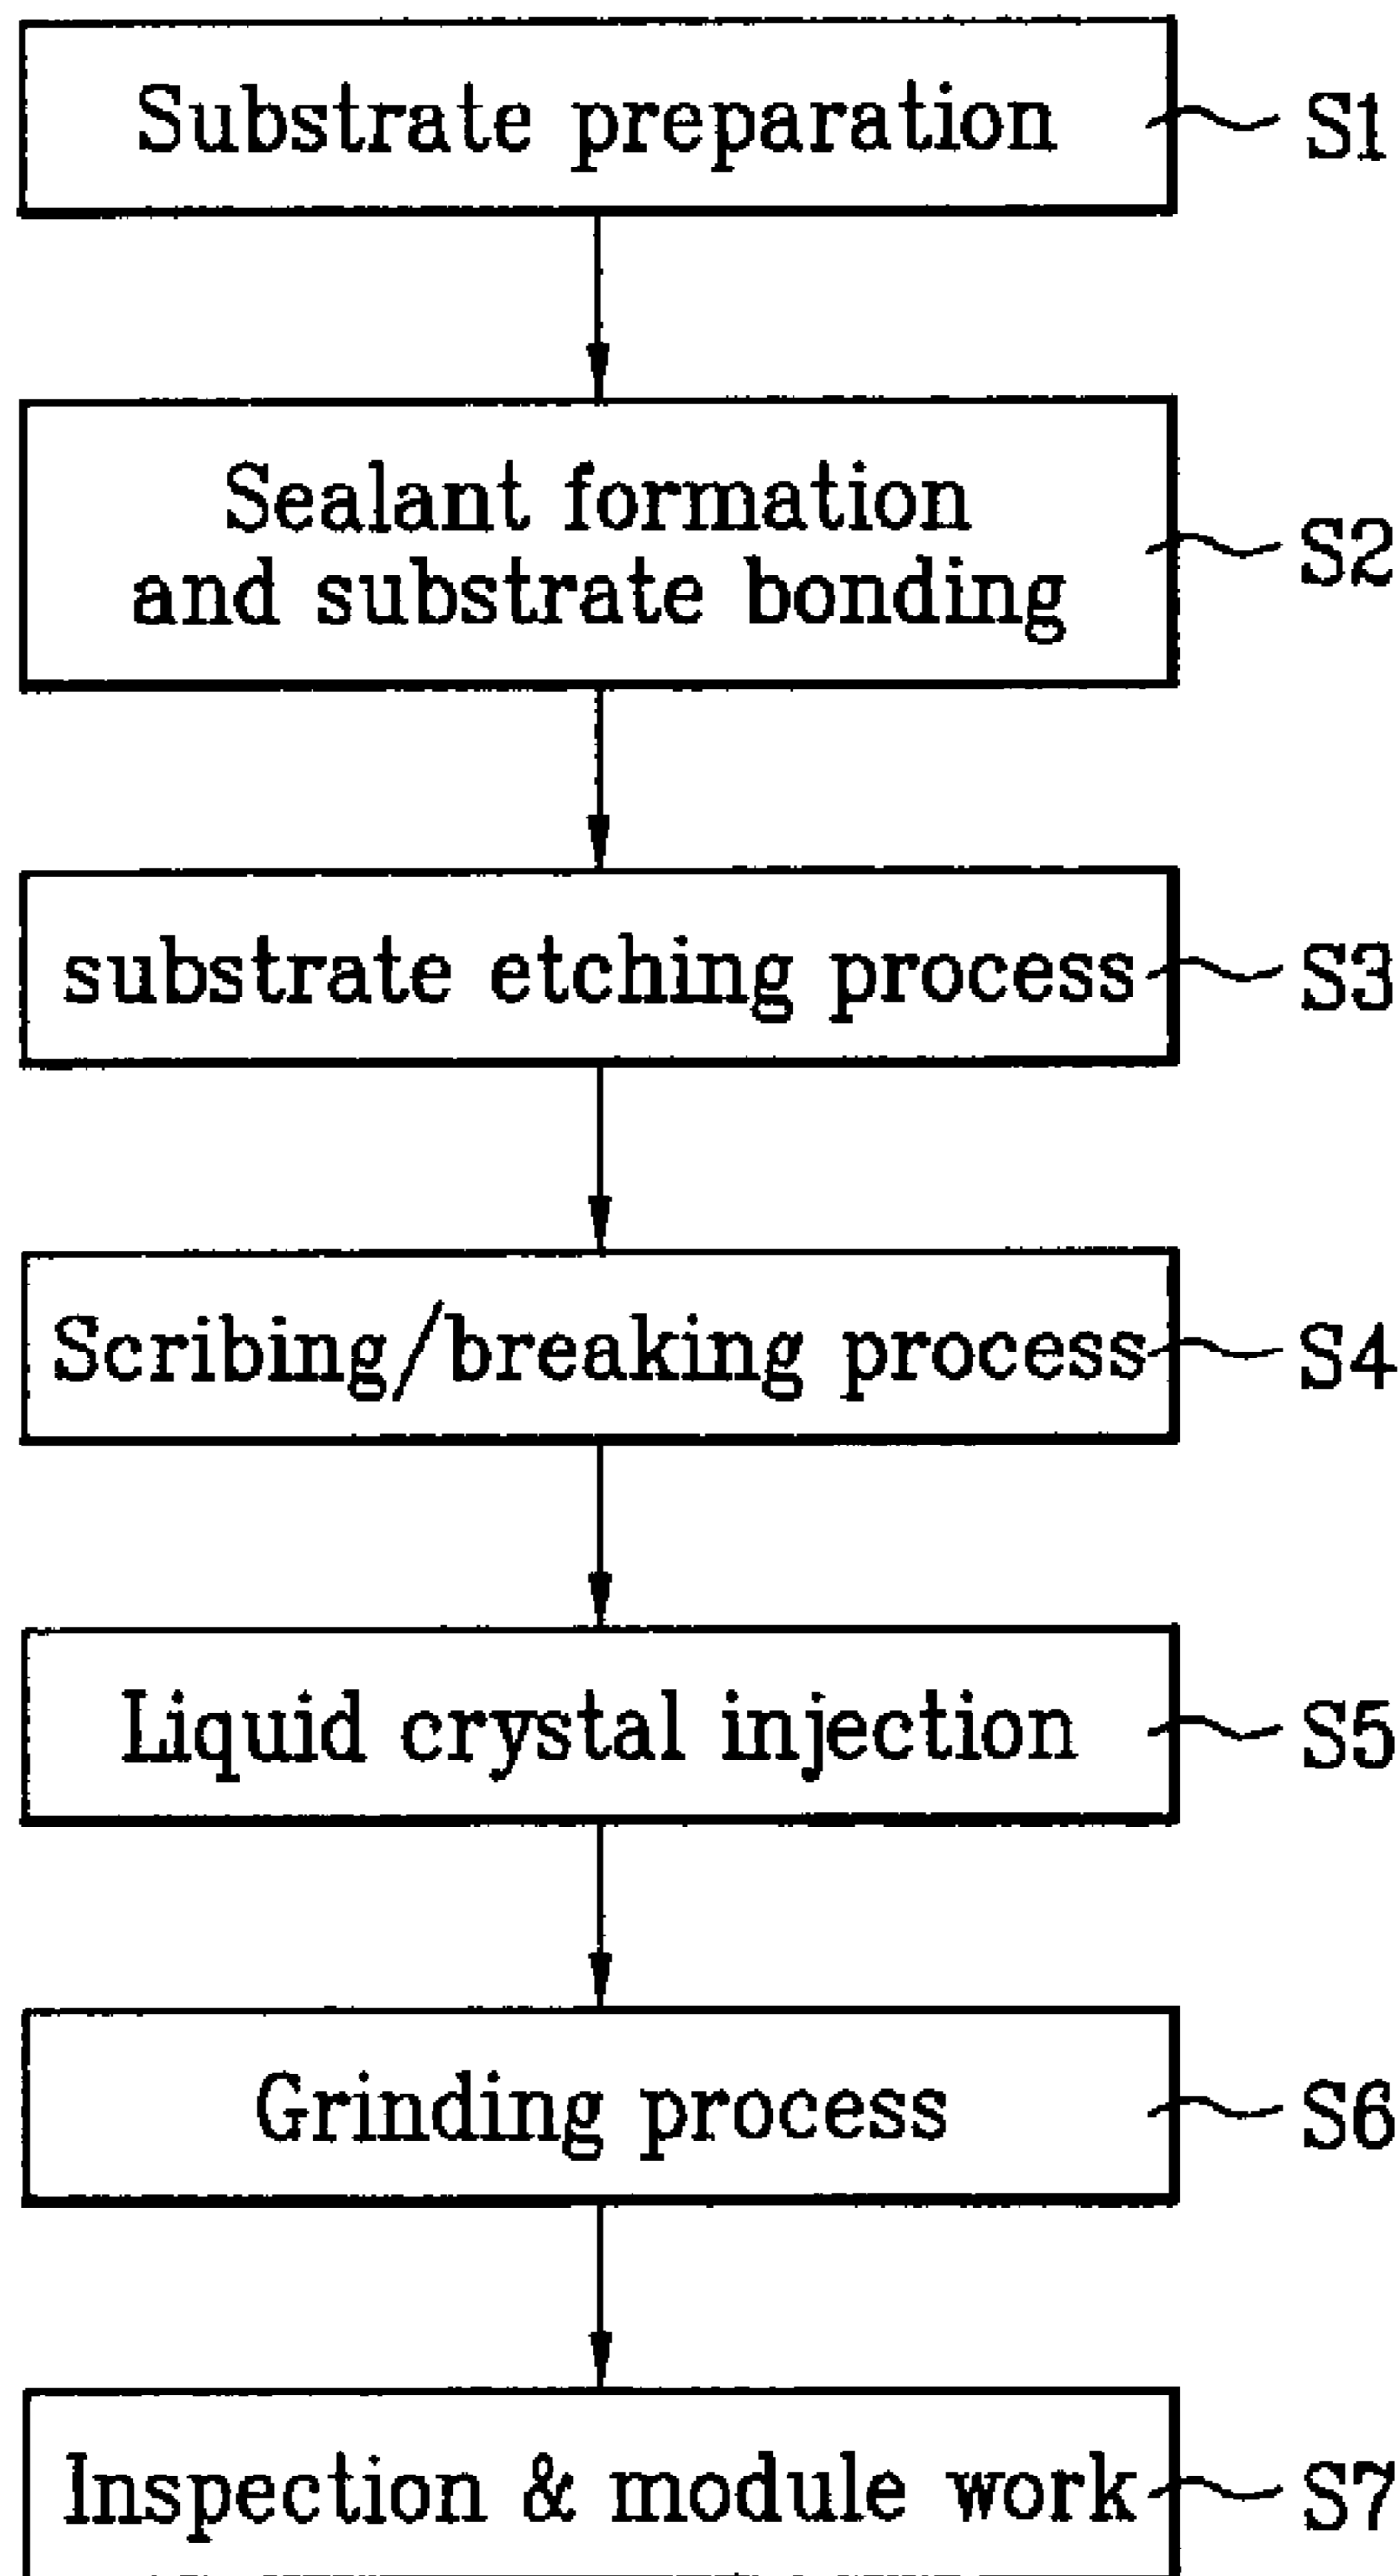 Substrate preparation S1
Sealant formation
and substrate bonding S2
substrate etching process S3
Scribing/breaking process S4
Liquid crystal injection S5
Grinding process S6
Inspection & module work S7